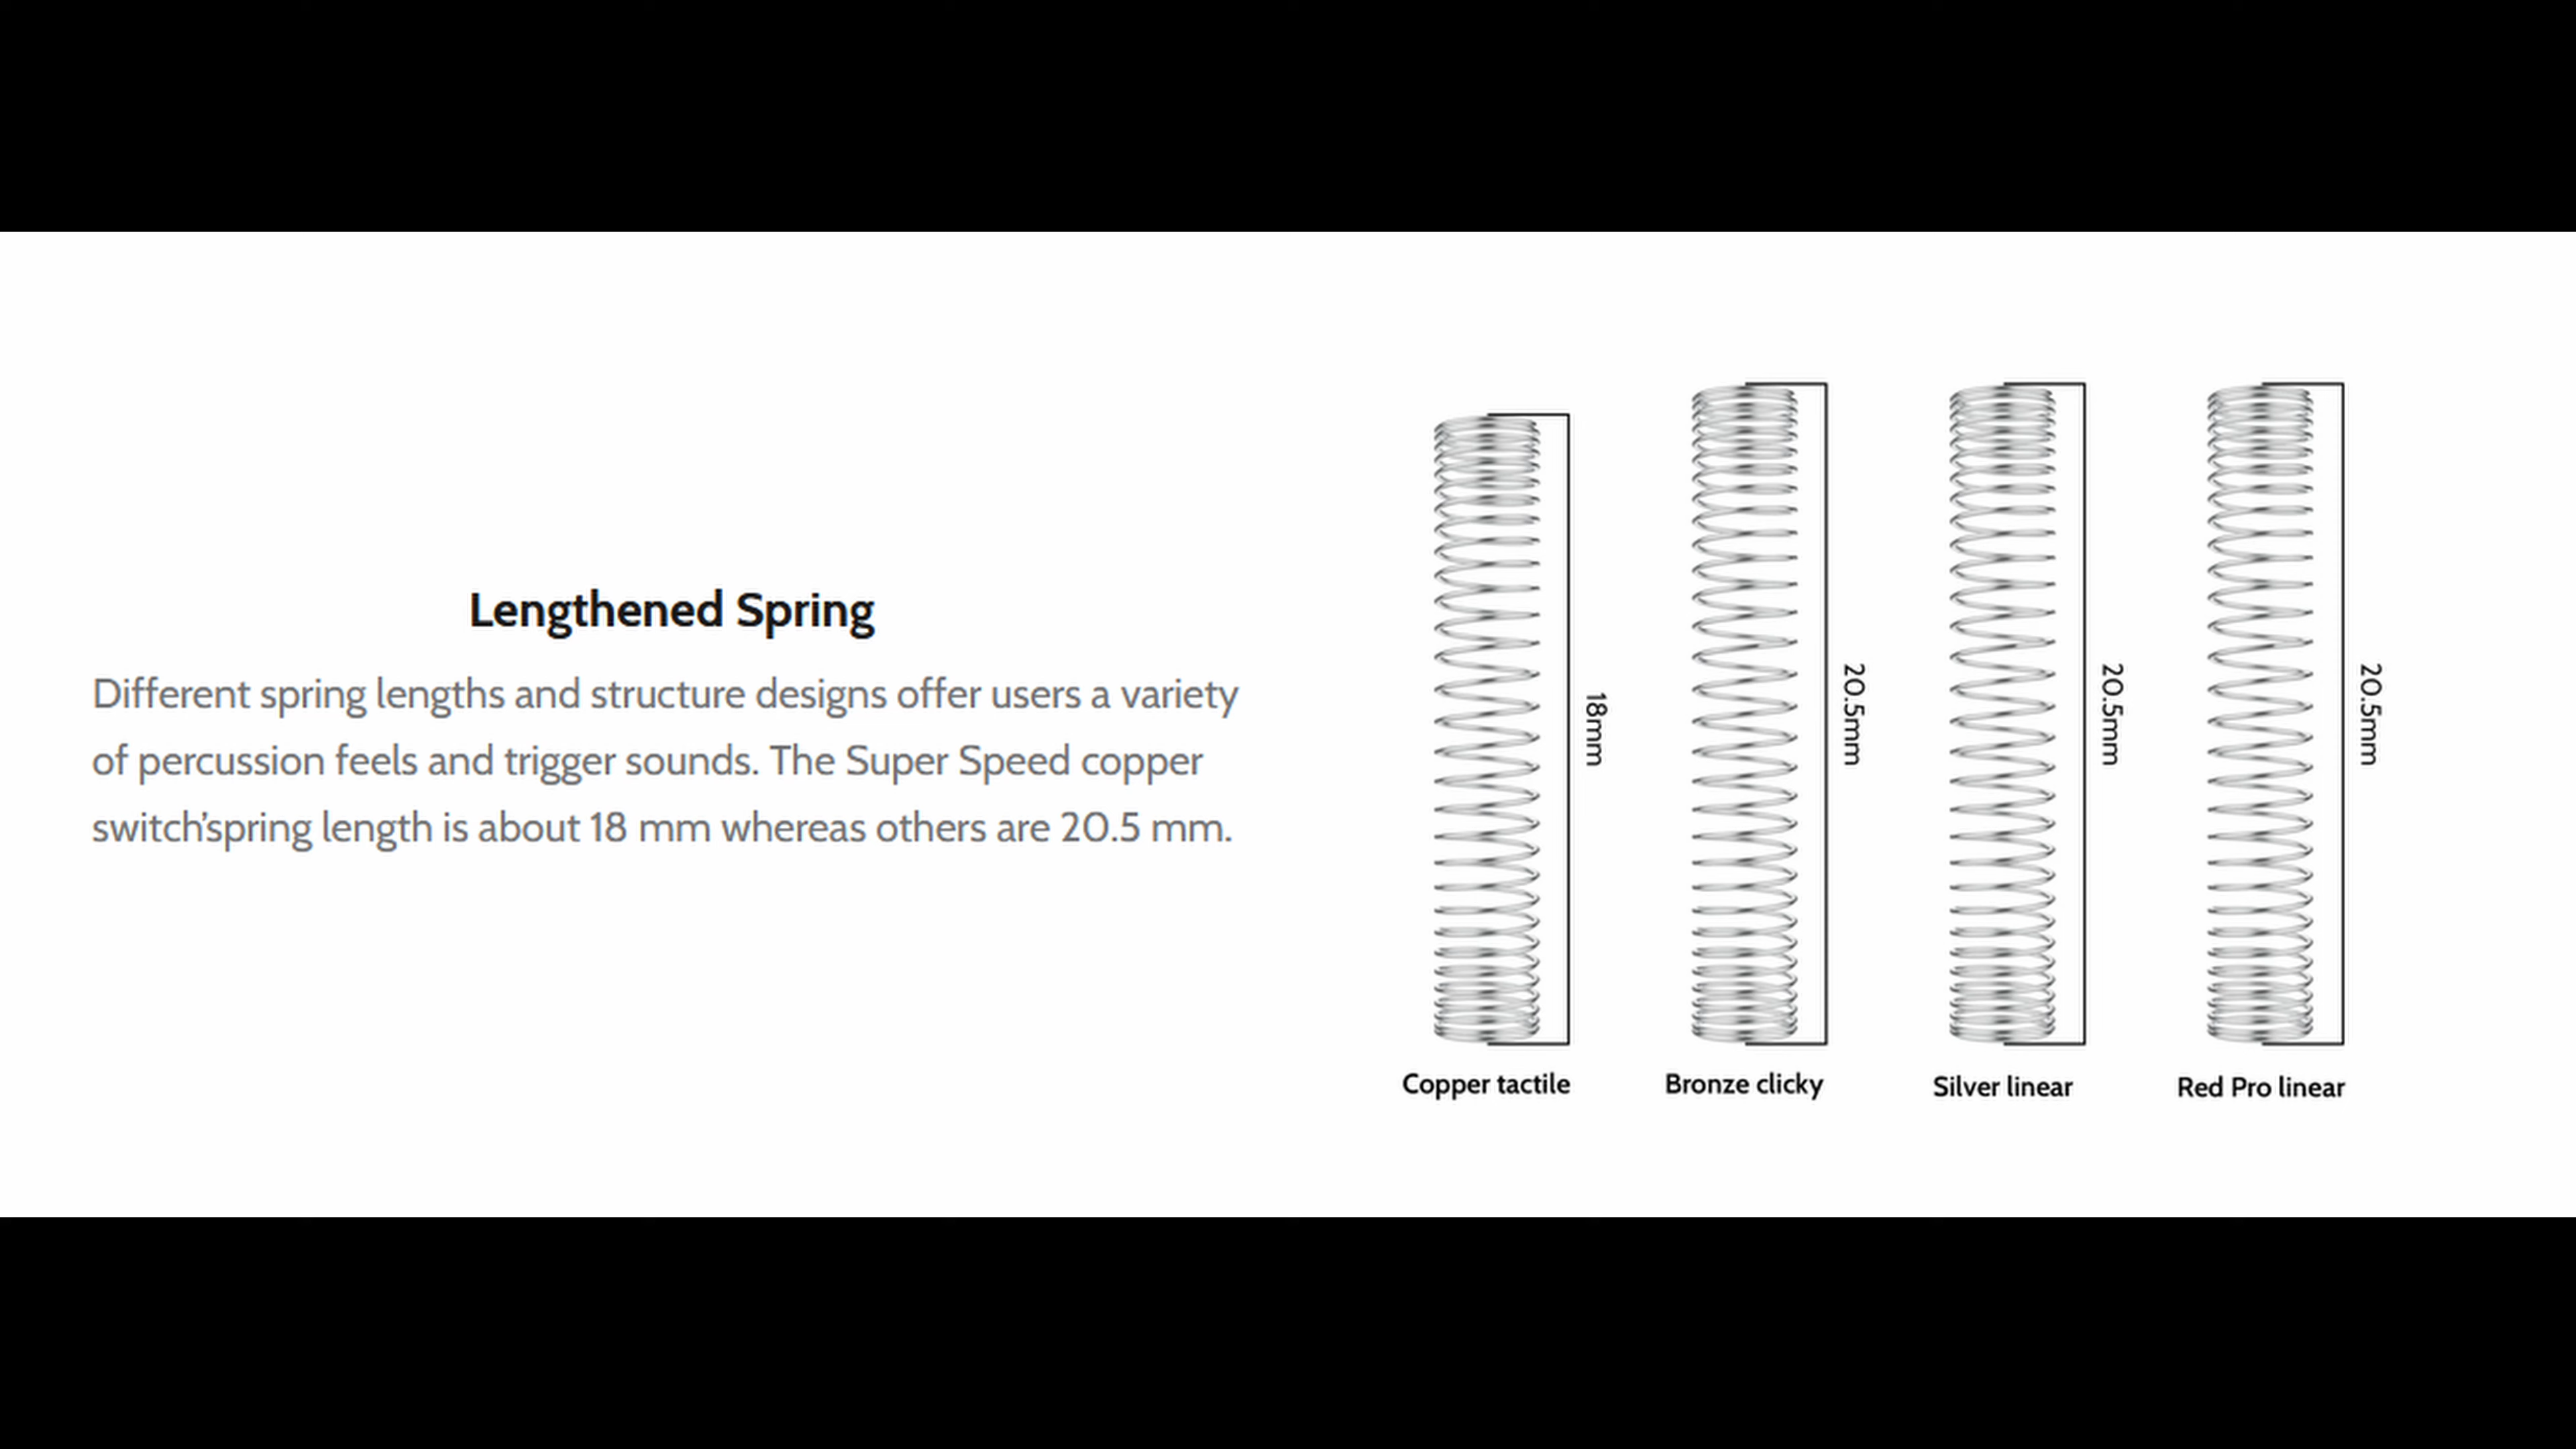 Lengthened Spring
Different spring lengths and structure designs offer users a variety
of percussion feels and trigger sounds. The Super Speed copper
switch'spring length is about 18 mm whereas others are 20.5 mm.
18mm
20.5mm
20.5mm
20.5mm
Copper tactile
Bronze clicky
Silver linear
Red Pro linear